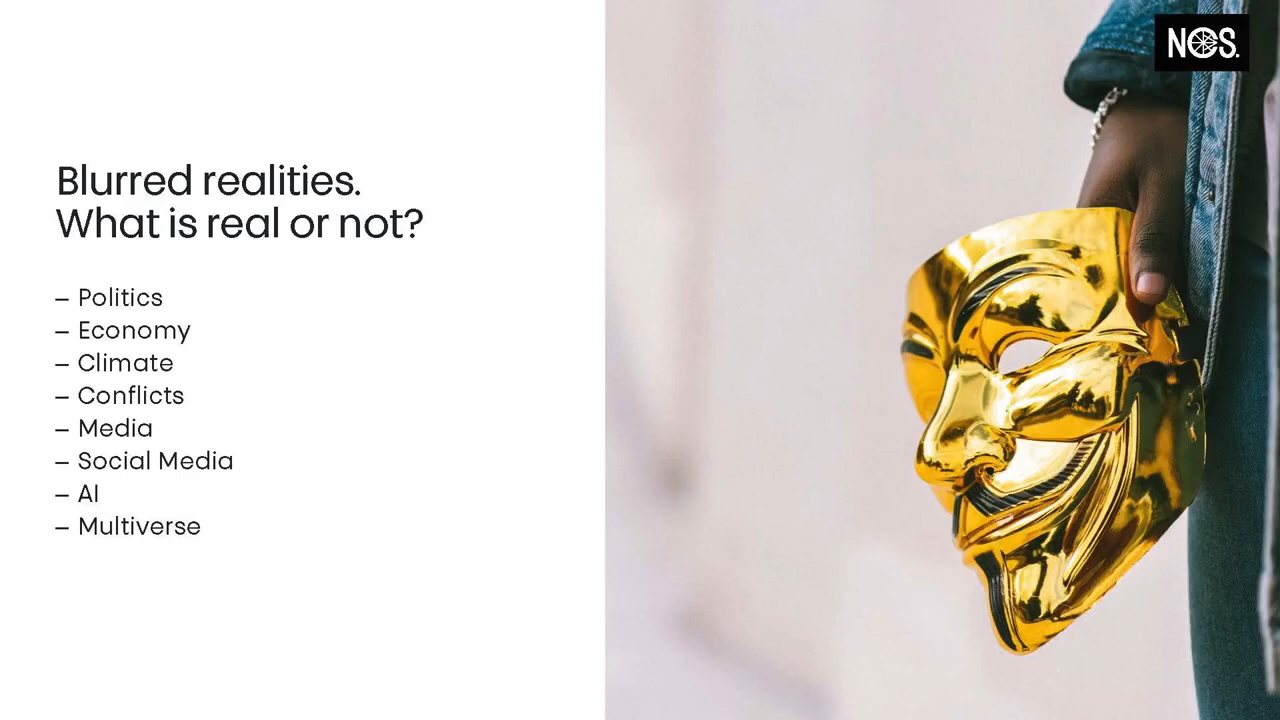 Blurred realities.
What is real or not?
– Politics
– Economy
– Climate
– Conflicts
– Media
– Social Media
– AI
– Multiverse
NOS.